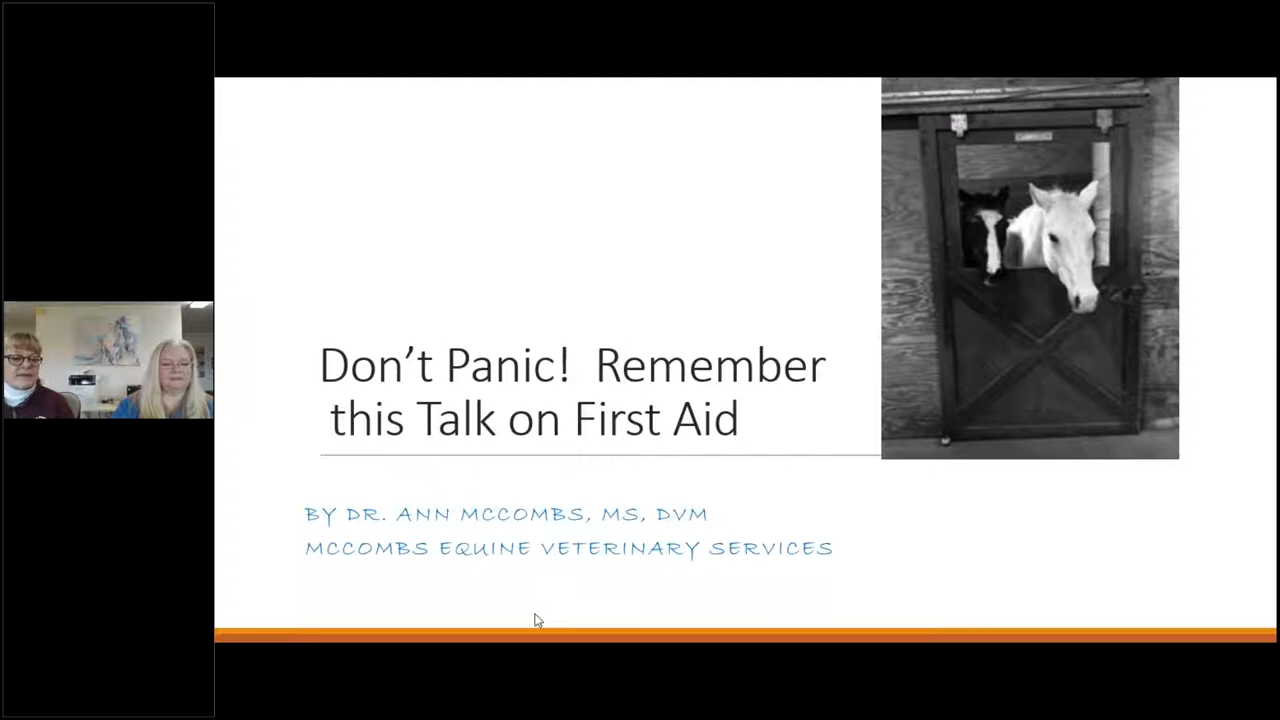 Don’t Panic!  Remember
this Talk on First Aid
BY DR. ANN MCCOMBS, MS, DVM
MCCOMBS EQUINE VETERINARY SERVICES